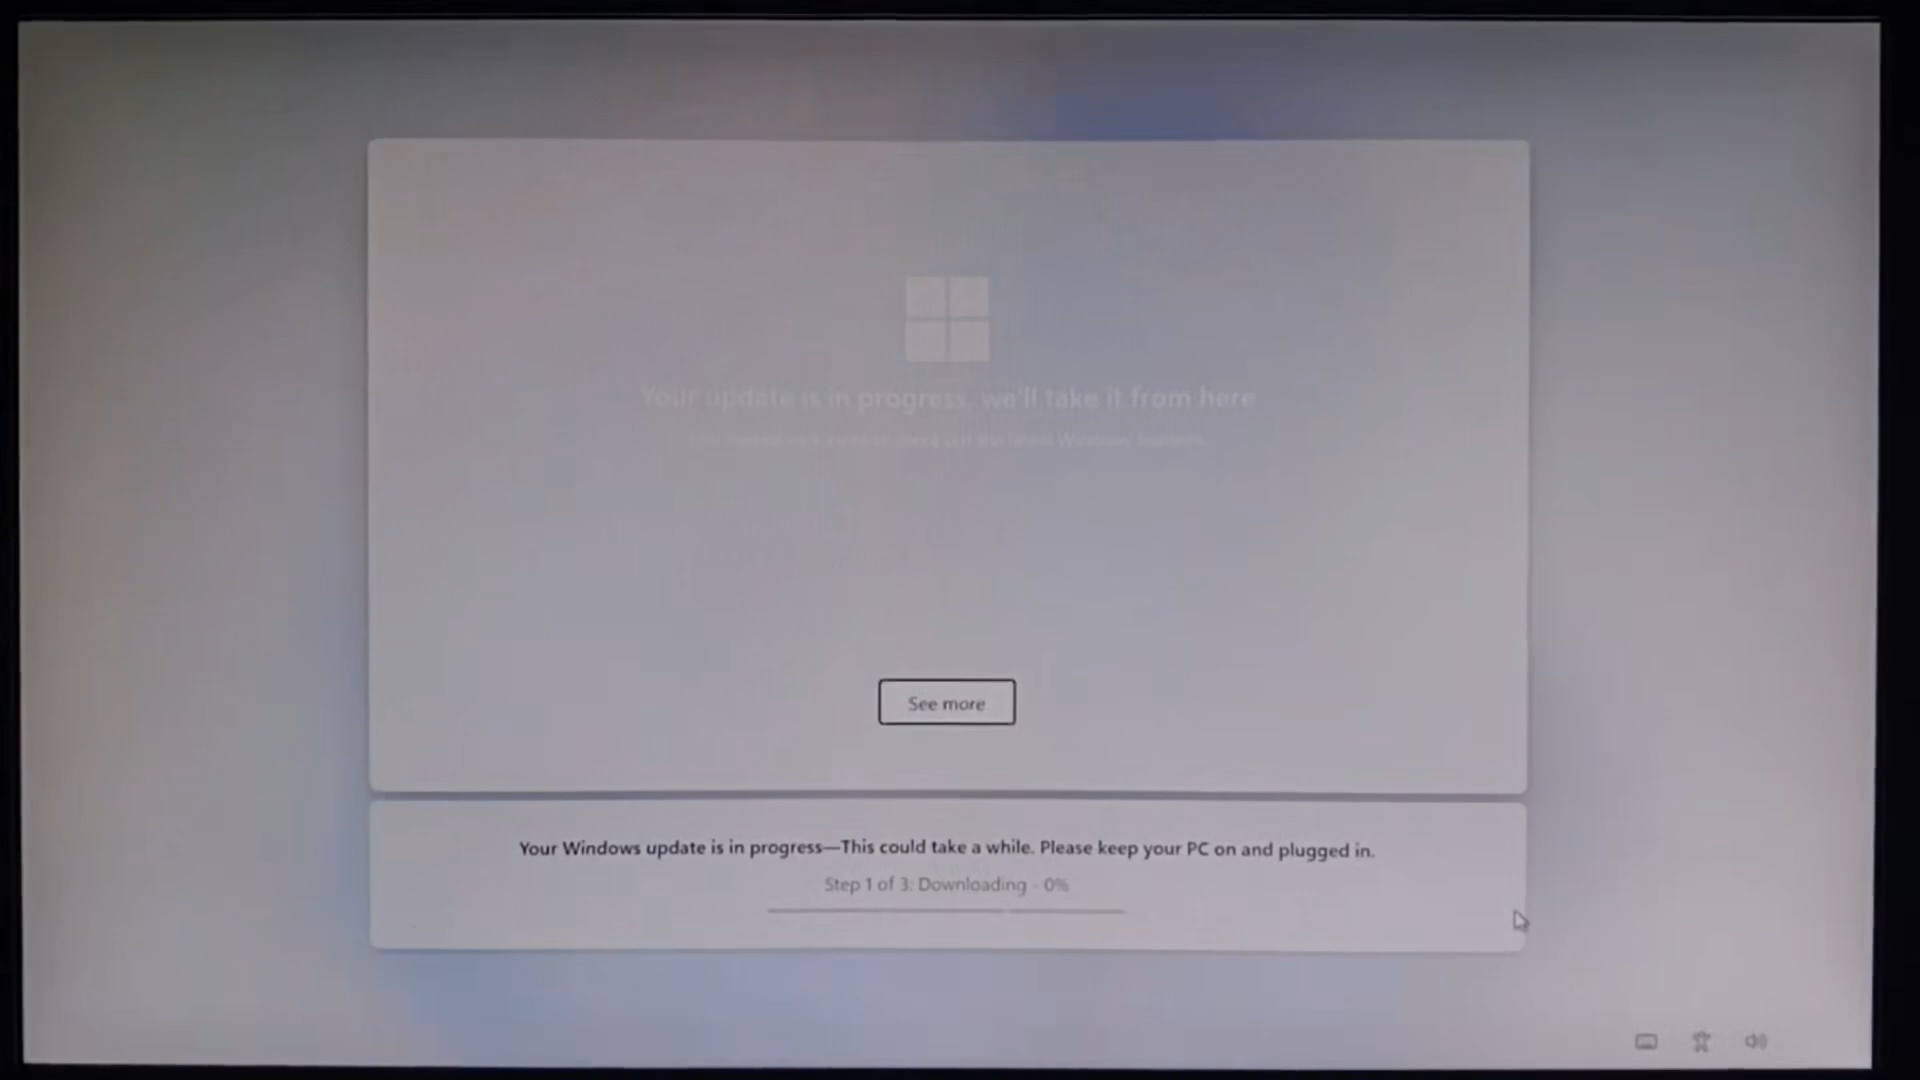 Your update is in progress, we'll take it from here
See more
Your Windows update is in progress—This could take a while. Please keep your PC on and plugged in.
Step 1 of 3: Downloading - 0%